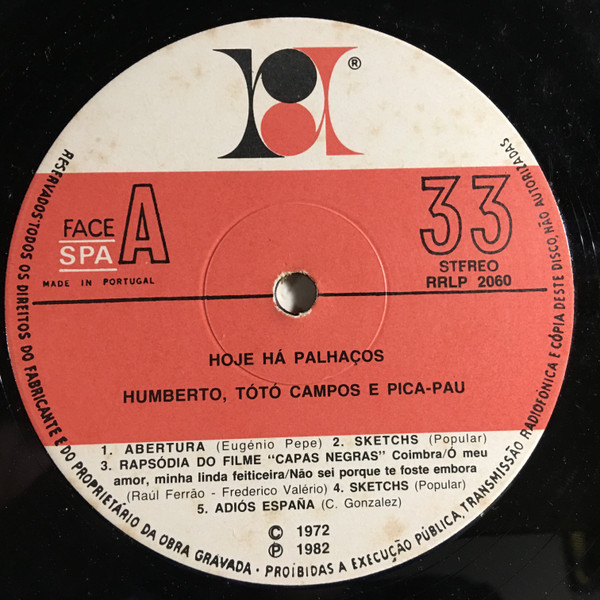 ®
FACE A
SPA
MADE IN PORTUGAL
33
STEREO
RRLP 2060
HOJE HÁ PALHAÇOS
HUMBERTO, TÓTÓ CAMPOS E PICA-PAU
1. ABERTURA (Eugénio Pepe) 2. SKETCHS (Popular)
3. RAPSÓDIA DO FILME "CAPAS NEGRAS" Coimbra/Ó meu
amor, minha linda feiticeira/Não sei porque te foste embora
(Raúl Ferrão - Frederico Valério) 4. SKETCHS (Popular)
5. ADIÓS ESPAÑA (C. Gonzalez)
© 1972
℗ 1982
RESERVADOS TODOS OS DIREITOS DO FABRICANTE E DO PROPRIETÁRIO DA OBRA GRAVADA · PROÍBIDAS A EXECUÇÃO PÚBLICA, TRANSMISSÃO RADIOFÓNICA E CÓPIA DESTE DISCO, NÃO AUTORIZADAS